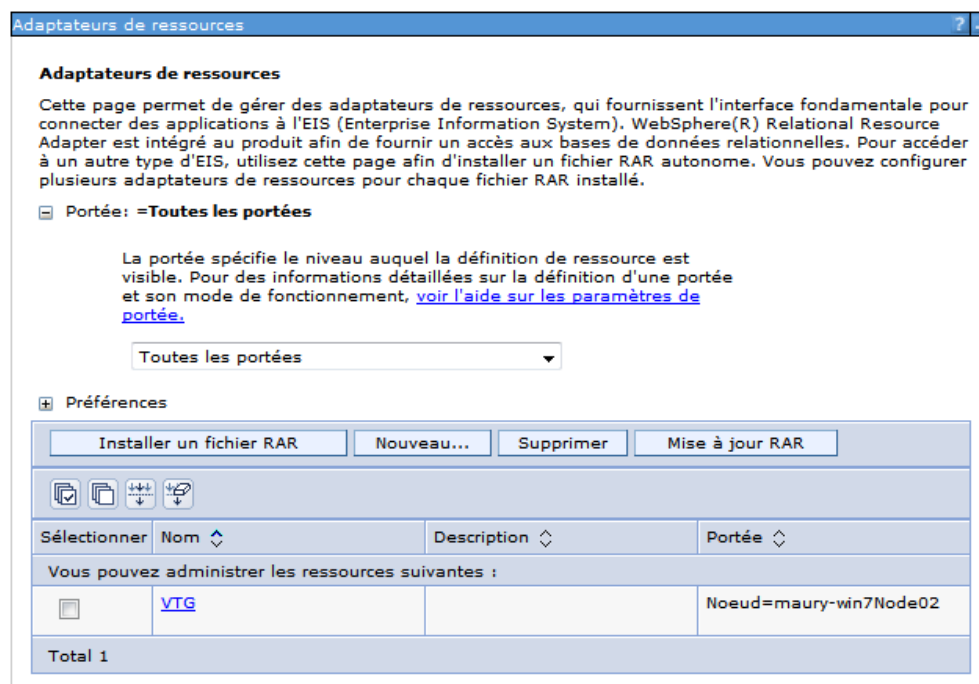 Adaptateurs de ressources ?
Adaptateurs de ressources
Cette page permet de gérer des adaptateurs de ressources, qui fournissent l'interface fondamentale pour
connecter des applications à l'EIS (Enterprise Information System). WebSphere(R) Relational Resource
Adapter est intégré au produit afin de fournir un accès aux bases de données relationnelles. Pour accéder
à un autre type d'EIS, utilisez cette page afin d'installer un fichier RAR autonome. Vous pouvez configurer
plusieurs adaptateurs de ressources pour chaque fichier RAR installé.
Portée: =Toutes les portées
La portée spécifie le niveau auquel la définition de ressource est
visible. Pour des informations détaillées sur la définition d'une portée
et son mode de fonctionnement, voir l'aide sur les paramètres de
portée.
Toutes les portées
Préférences
Installer un fichier RAR Nouveau... Supprimer Mise à jour RAR
Sélectionner Nom Description Portée
Vous pouvez administrer les ressources suivantes :
VTG Noeud=maury-win7Node02
Total 1